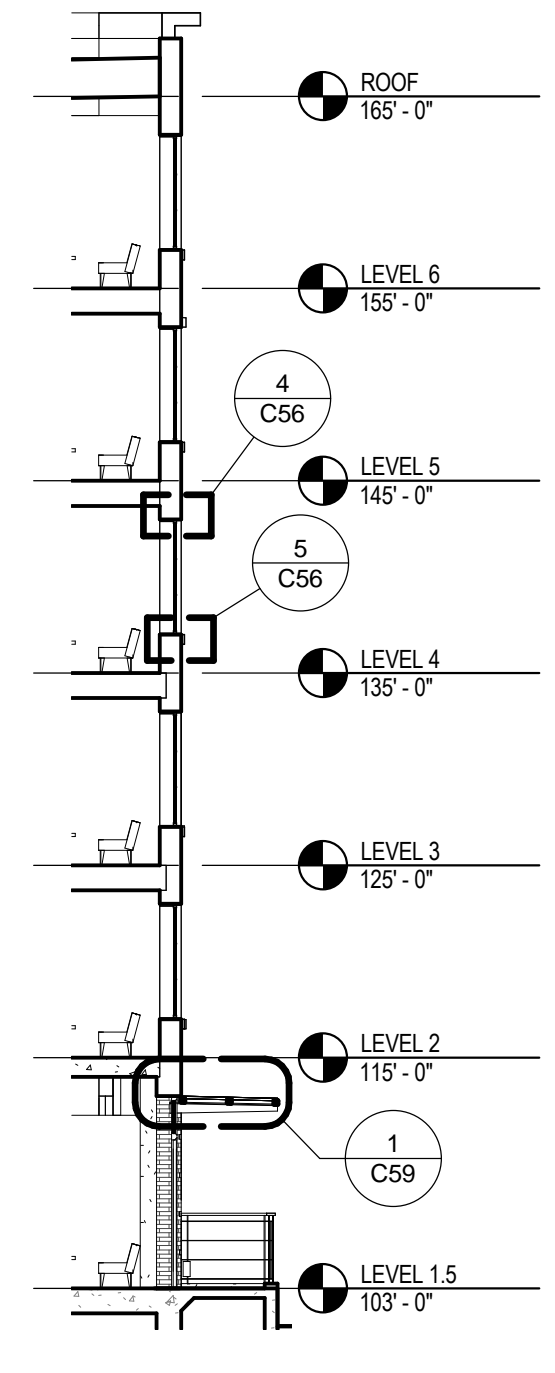 ROOF
165' - 0"
LEVEL 6
155' - 0"
4
C56
LEVEL 5
145' - 0"
5
C56
LEVEL 4
135' - 0"
LEVEL 3
125' - 0"
LEVEL 2
115' - 0"
1
C59
LEVEL 1.5
103' - 0"